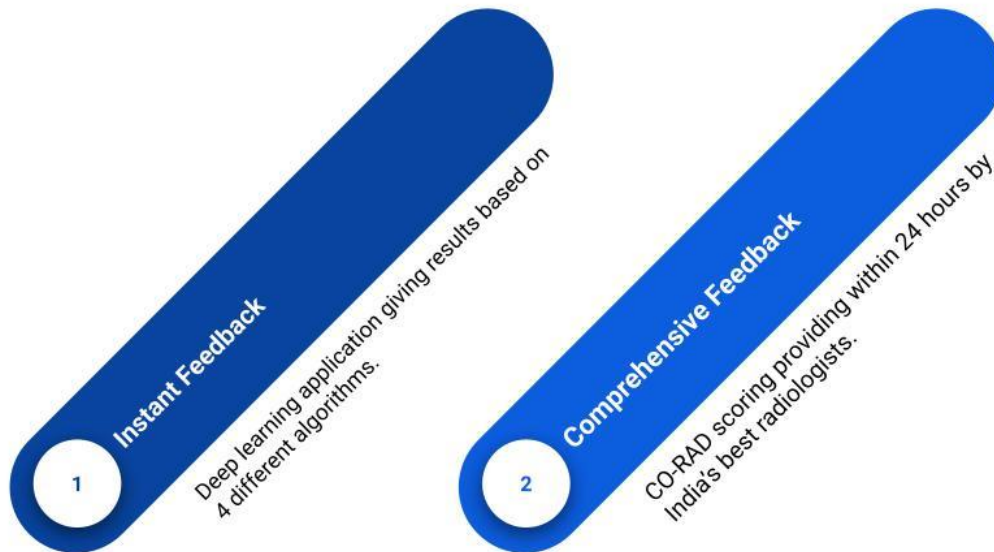 1
Instant Feedback
Deep learning application giving results based on
4 different algorithms.
2
Comprehensive Feedback
CO-RAD scoring providing within 24 hours by
India's best radiologists.